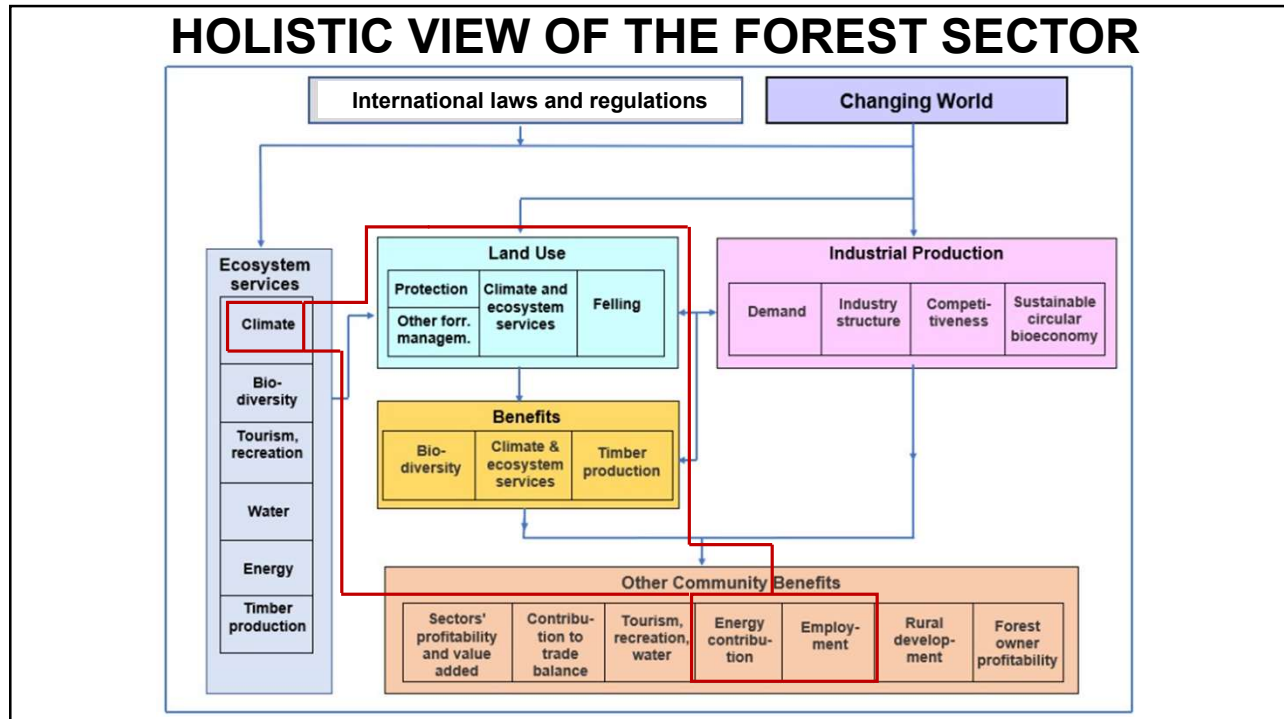 HOLISTIC VIEW OF THE FOREST SECTOR
International laws and regulations
Changing World
Ecosystem
services
Climate
Bio-
diversity
Tourism,
recreation
Water
Energy
Timber
production
Land Use
Protection
Other forr.
managem.
Climate and
ecosystem
services
Felling
Industrial Production
Demand
Industry
structure
Competi-
tiveness
Sustainable
circular
bioeconomy
Benefits
Bio-
diversity
Climate &
ecosystem
services
Timber
production
Other Community Benefits
Sectors'
profitability
and value
added
Contribu-
tion to
trade
balance
Tourism,
recreation,
water
Energy
contribu-
tion
Employ-
ment
Rural
develop-
ment
Forest
owner
profitability